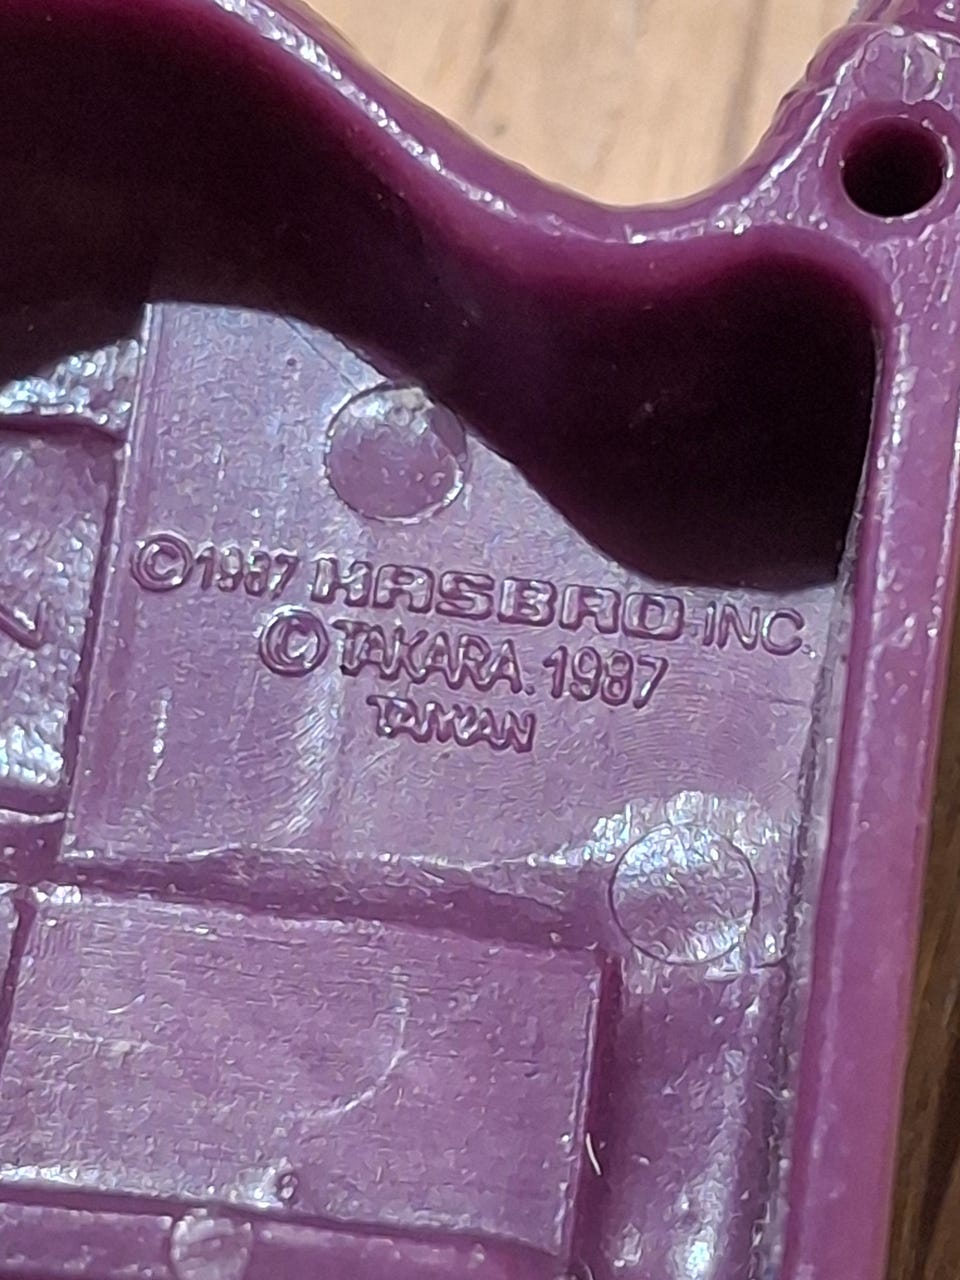 ©1987 HASBRO INC.
© TAKARA. 1987
TAIWAN